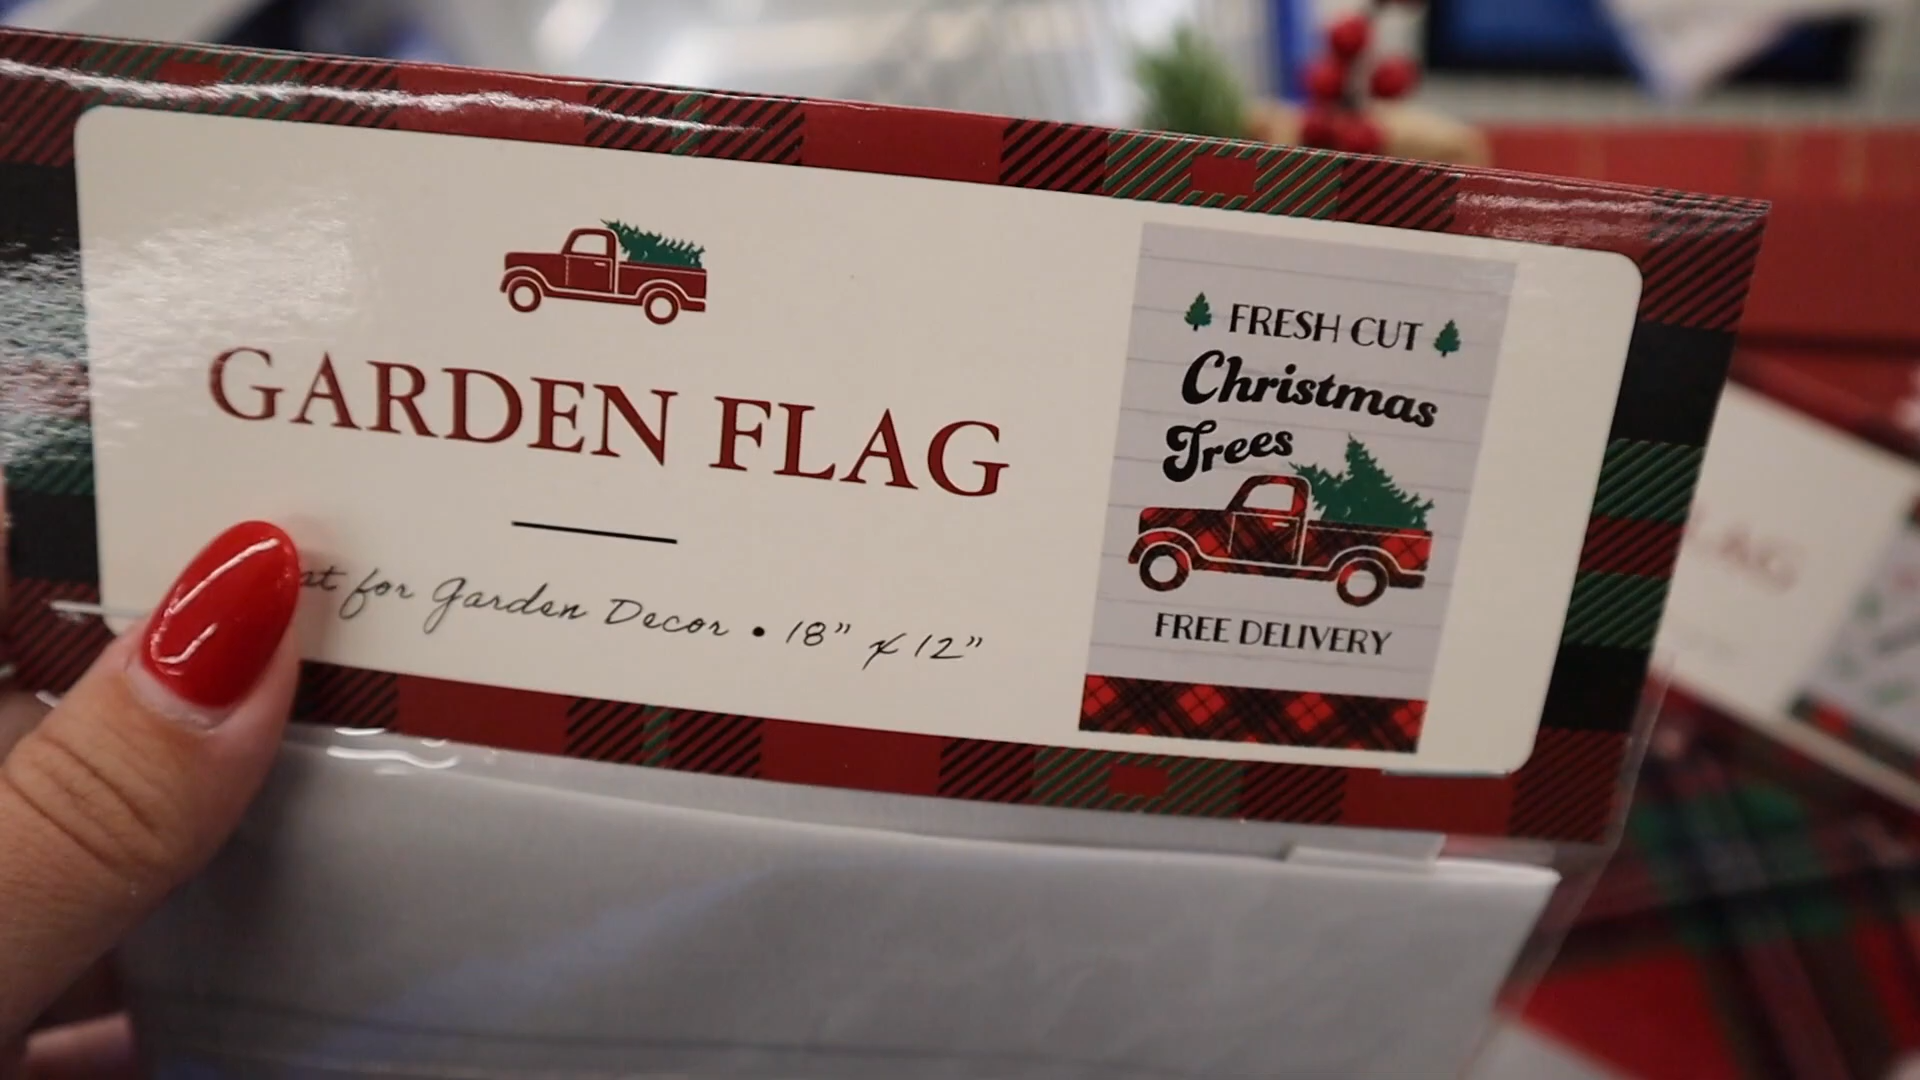 GARDEN FLAG
for Garden Decor • 18" x 12"
FRESH CUT
Christmas
Trees
FREE DELIVERY